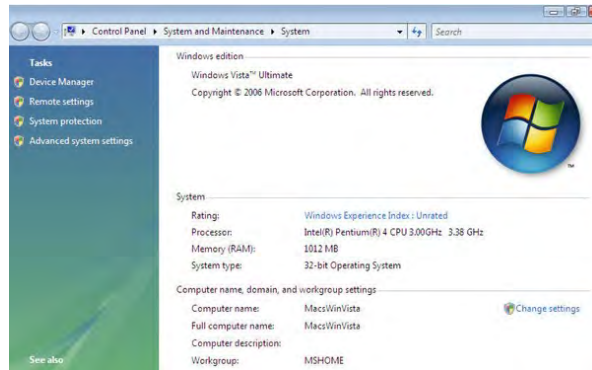 Control Panel ▸ System and Maintenance ▸ System
Search
Tasks
Device Manager
Remote settings
System protection
Advanced system settings
See also
Windows edition
Windows Vista™ Ultimate
Copyright © 2006 Microsoft Corporation. All rights reserved.
TM
System
Rating: Windows Experience Index : Unrated
Processor: Intel(R) Pentium(R) 4 CPU 3.00GHz 3.38 GHz
Memory (RAM): 1012 MB
System type: 32-bit Operating System
Computer name, domain, and workgroup settings
Computer name: MacsWinVista
Change settings
Full computer name: MacsWinVista
Computer description:
Workgroup: MSHOME